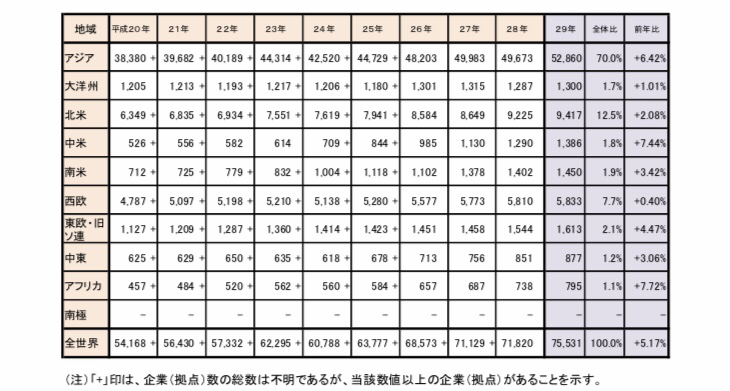 地域 平成20年 21年 22年 23年 24年 25年 26年 27年 28年 29年 全体比 前年比
アジア 38,380 + 39,682 + 40,189 + 44,314 + 42,520 + 44,729 + 48,203 49,983 49,673 52,860 70.0% +6.42%
大洋州 1,205 1,213 + 1,193 + 1,217 + 1,206 + 1,180 + 1,301 1,315 1,287 1,300 1.7% +1.01%
北米 6,349 + 6,835 + 6,934 + 7,551 + 7,619 + 7,941 + 8,584 8,649 9,225 9,417 12.5% +2.08%
中米 526 + 556 + 582 614 709 + 844 + 985 1,130 1,290 1,386 1.8% +7.44%
南米 712 + 725 + 779 + 832 + 1,004 + 1,118 + 1,102 1,378 1,402 1,450 1.9% +3.42%
西欧 4,787 + 5,097 + 5,198 + 5,210 + 5,138 + 5,280 + 5,577 5,773 5,810 5,833 7.7% +0.40%
東欧・旧
ソ連 1,127 + 1,209 + 1,287 + 1,360 + 1,414 + 1,423 + 1,451 1,458 1,544 1,613 2.1% +4.47%
中東 625 + 629 + 650 + 635 + 618 + 678 + 713 756 851 877 1.2% +3.06%
アフリカ 457 + 484 + 520 + 562 + 560 + 584 + 657 687 738 795 1.1% +7.72%
南極 − − − − − − − − − − − −
全世界 54,168 + 56,430 + 57,332 + 62,295 + 60,788 + 63,777 + 68,573 + 71,129 + 71,820 75,531 100.0% +5.17%
（注）「+」印は、企業（拠点）数の総数は不明であるが、当該数値以上の企業（拠点）があることを示す。